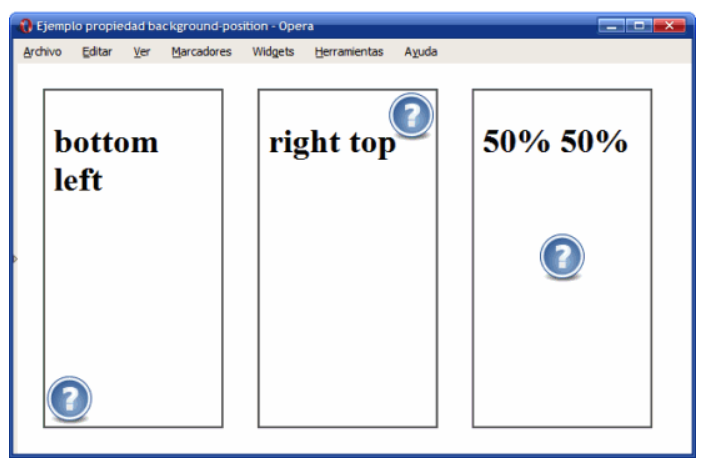 Ejemplo propiedad background-position - Opera
Archivo Editar Ver Marcadores Widgets Herramientas Ayuda
bottom
left
?
right top
?
50% 50%
?